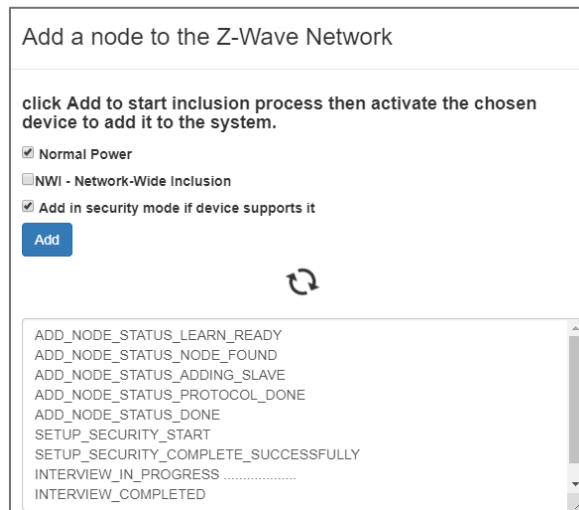 Add a node to the Z-Wave Network
click Add to start inclusion process then activate the chosen
device to add it to the system.
Normal Power
NWI - Network-Wide Inclusion
Add in security mode if device supports it
Add
ADD_NODE_STATUS_LEARN_READY
ADD_NODE_STATUS_NODE_FOUND
ADD_NODE_STATUS_ADDING_SLAVE
ADD_NODE_STATUS_PROTOCOL_DONE
ADD_NODE_STATUS_DONE
SETUP_SECURITY_START
SETUP_SECURITY_COMPLETE_SUCCESSFULLY
INTERVIEW_IN_PROGRESS ...................
INTERVIEW_COMPLETED